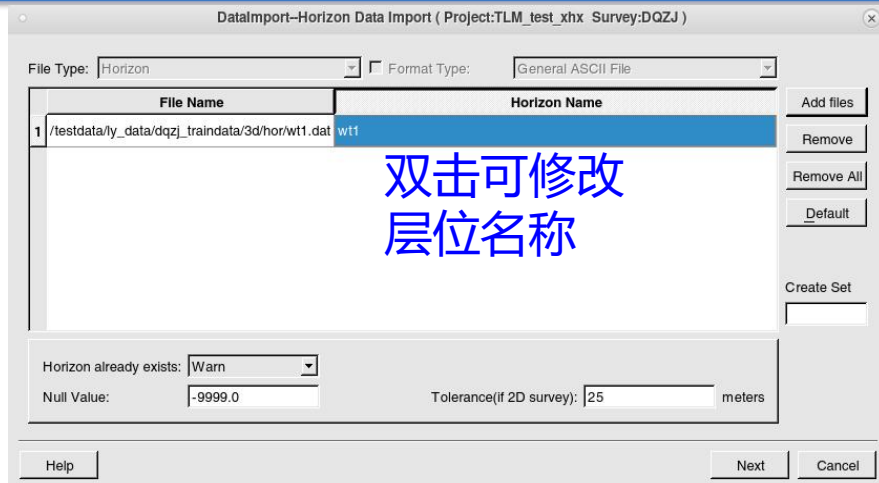 DataImport--Horizon Data Import ( Project:TLM_test_xhx Survey:DQZJ )
File Type: Horizon Format Type: General ASCII File
File Name Horizon Name Add files
1 /testdata/ly_data/dqzj_traindata/3d/hor/wt1.dat wt1
Remove
双击可修改
Remove All
层位名称
Default
Create Set
Horizon already exists: Warn
Null Value: -9999.0 Tolerance(if 2D survey): 25 meters
Help Next Cancel